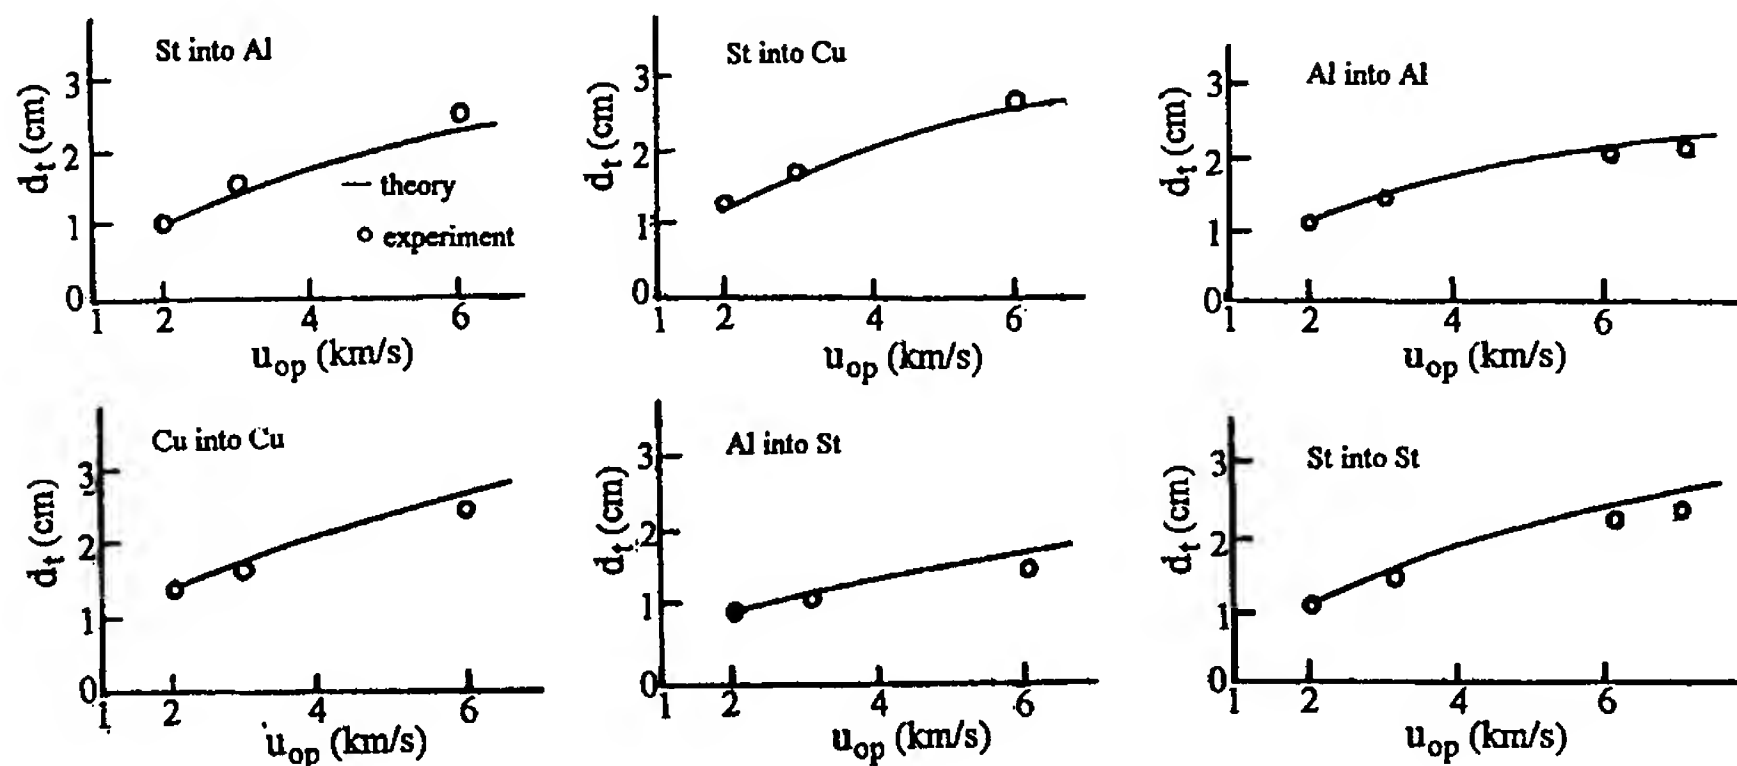 St into Al
3
2
1
0
d_t (cm)
— theory
o experiment
1 2 4 6
u_op (km/s)
St into Cu
3
2
1
0
d_t (cm)
1 2 4 6
u_op (km/s)
Al into Al
3
2
1
0
d_t (cm)
1 2 4 6
u_op (km/s)
Cu into Cu
3
2
1
0
d_t (cm)
1 2 4 6
u_op (km/s)
Al into St
3
2
1
0
d_t (cm)
1 2 4 6
u_op (km/s)
St into St
3
2
1
0
d_t (cm)
1 2 4 6
u_op (km/s)